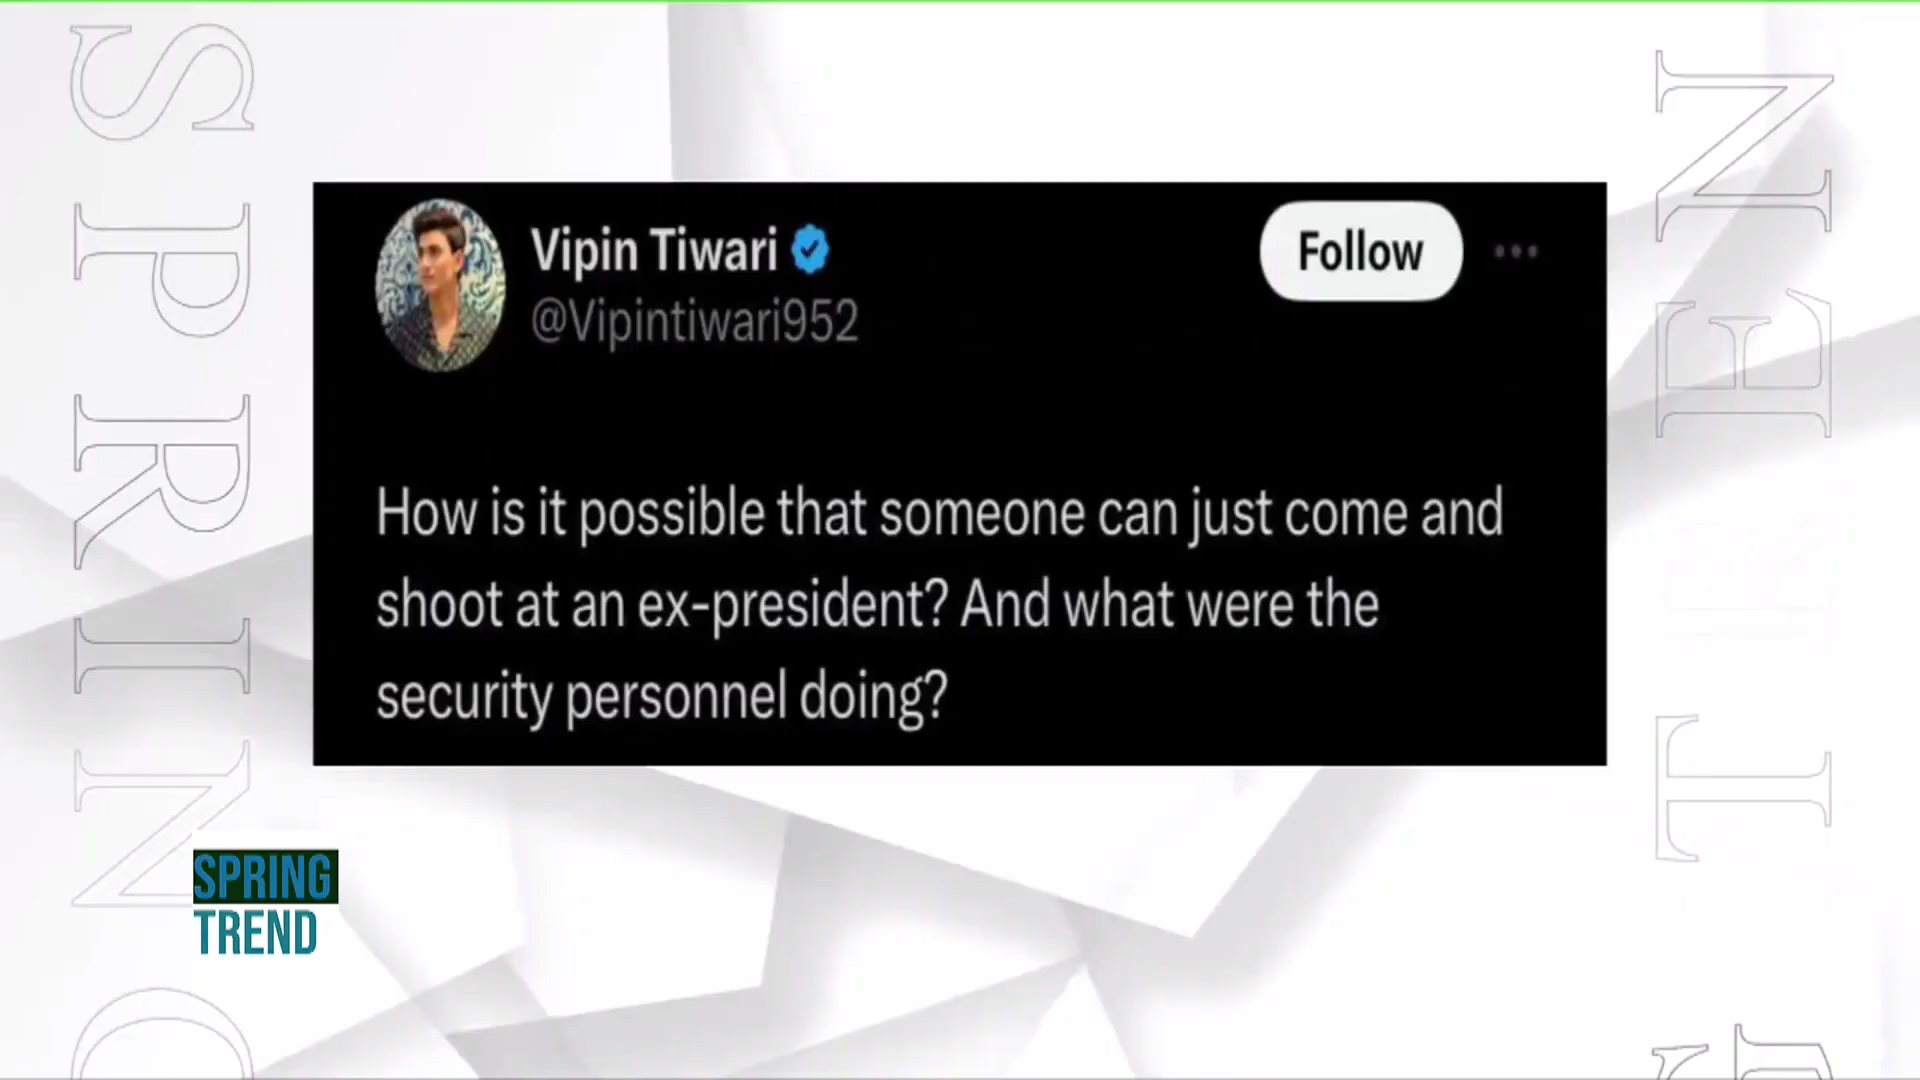 SPRING
Vipin Tiwari
Follow
@Vipintiwari952
How is it possible that someone can just come and
shoot at an ex-president? And what were the
security personnel doing?
SPRING
TREND